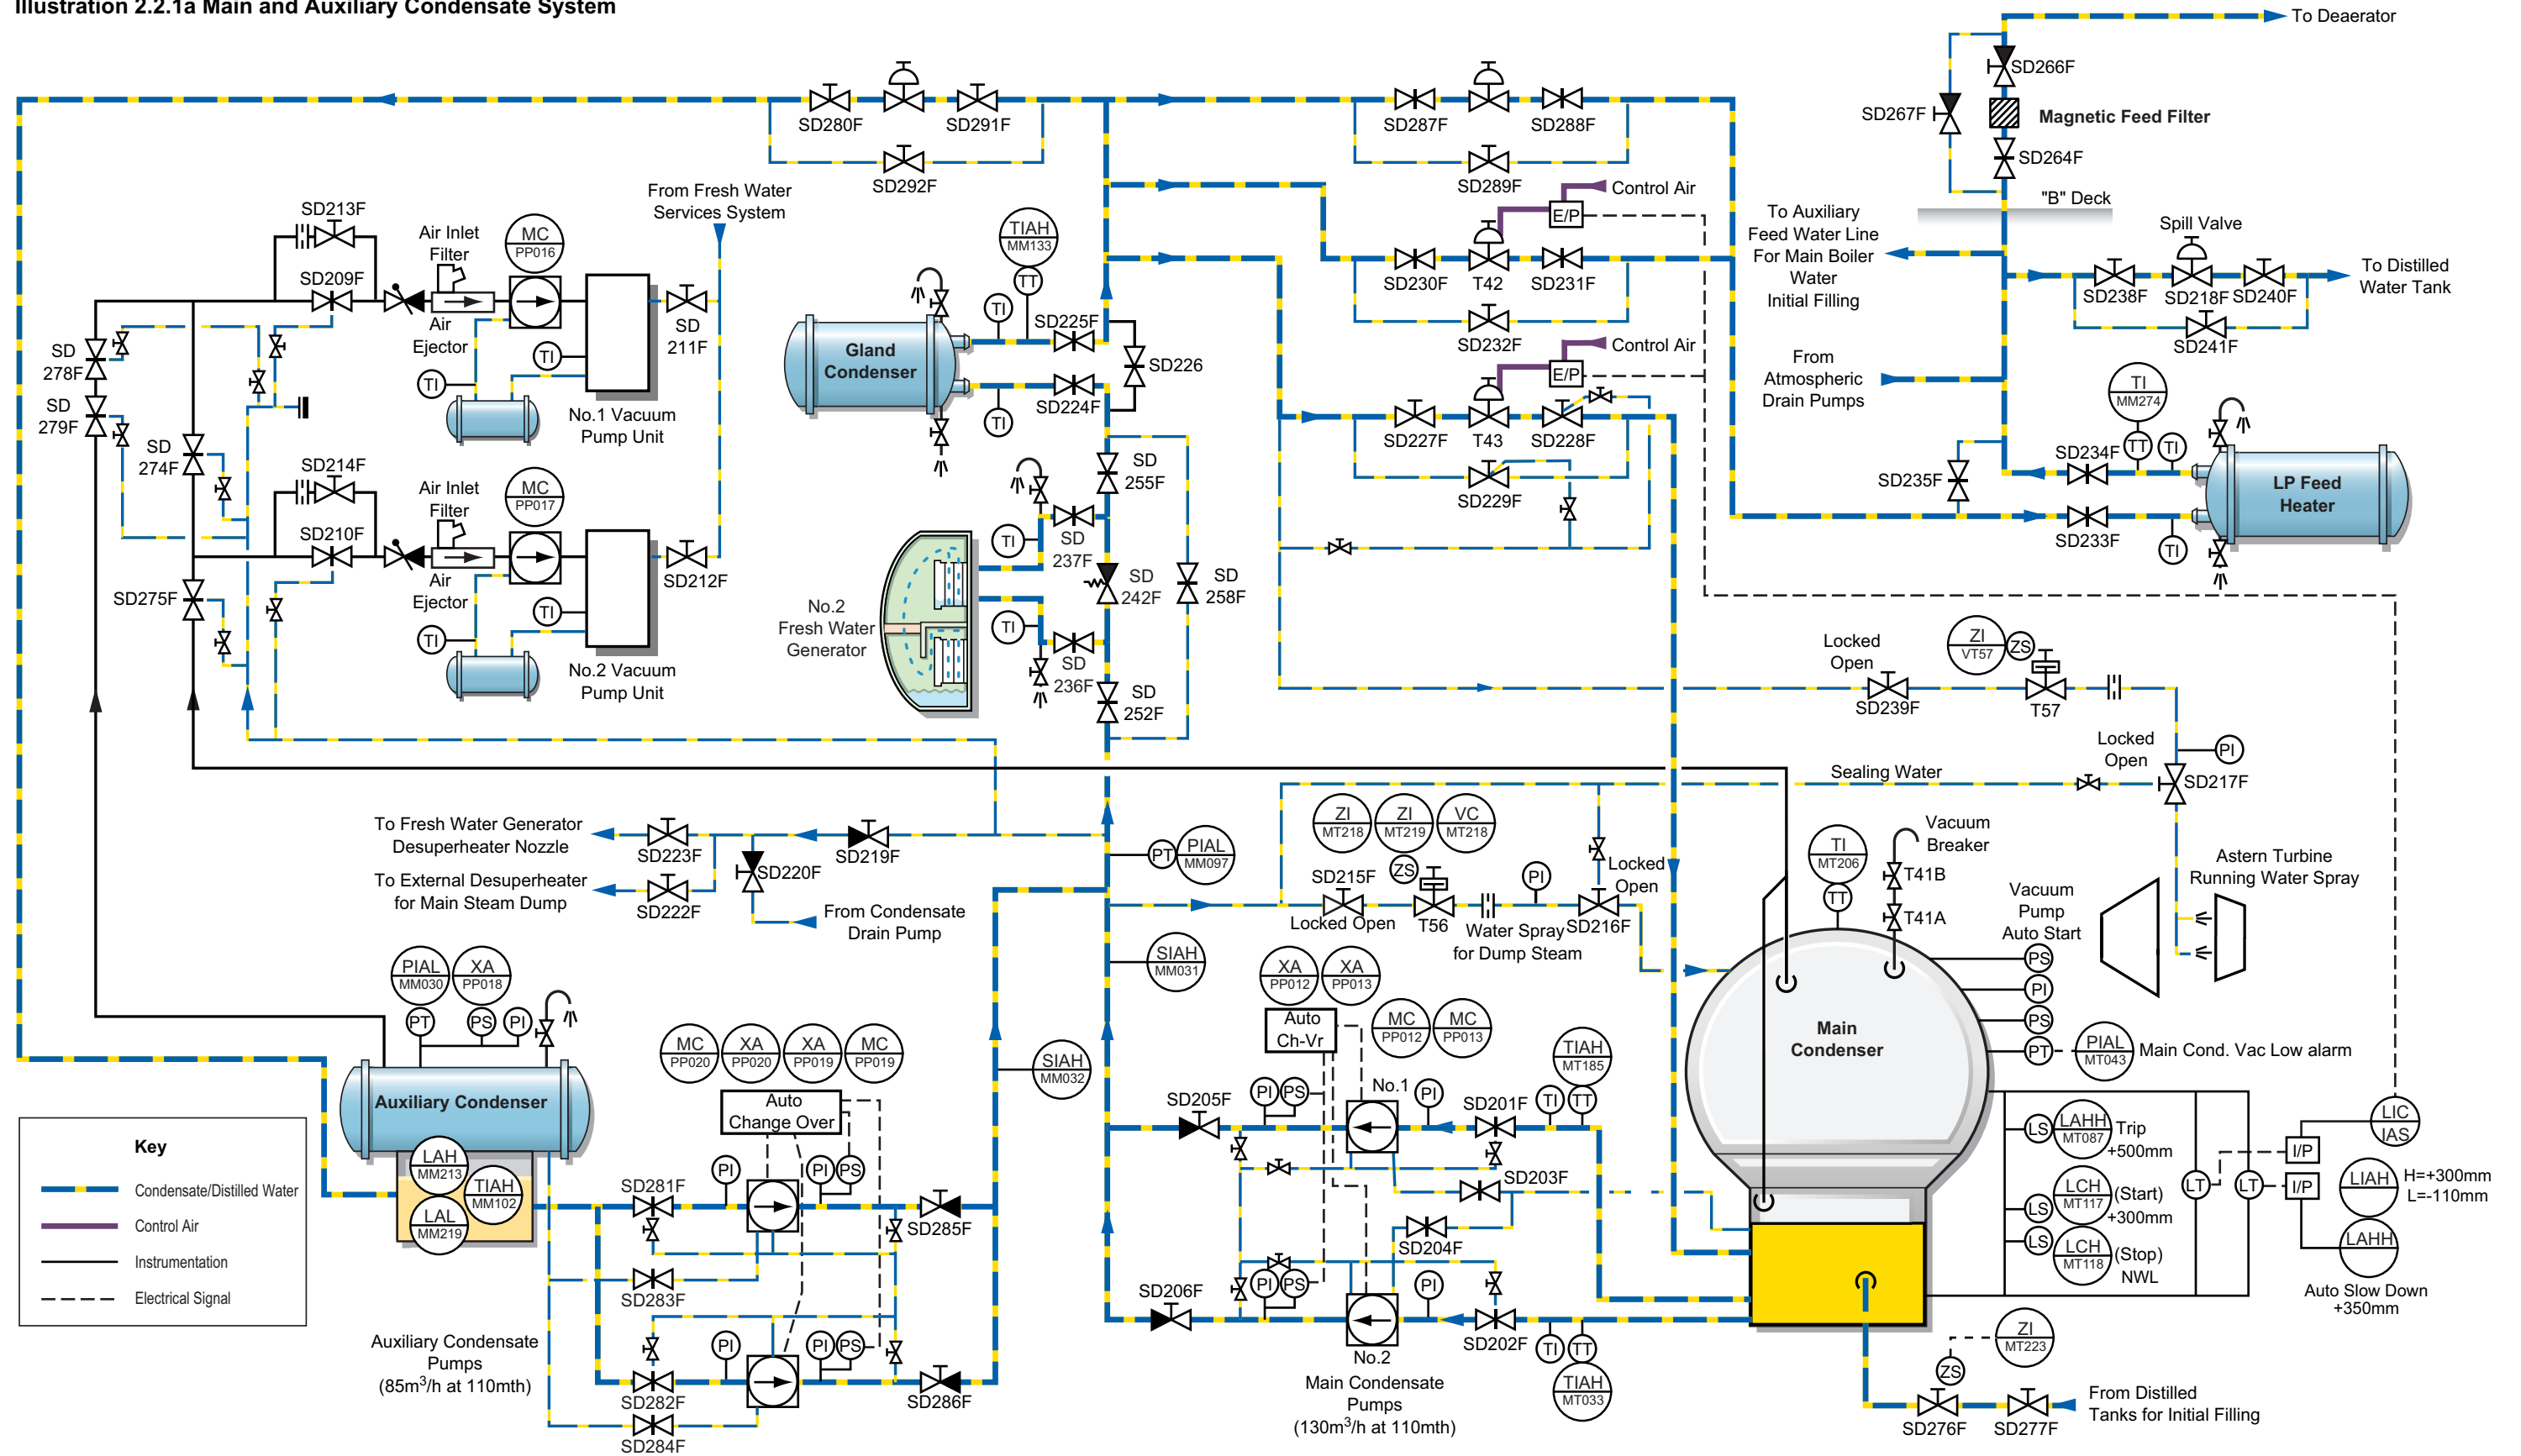 Illustration 2.2.1a Main and Auxiliary Condensate System
To Deaerator
SD266F
SD267F
Magnetic Feed Filter
SD264F
"B" Deck
SD280F
SD291F
SD292F
SD287F
SD288F
SD289F
From Fresh Water
Services System
Control Air
E/P
To Auxiliary
Feed Water Line
For Main Boiler
Water
Initial Filling
Spill Valve
SD238F
SD218F
SD240F
To Distilled
Water Tank
SD241F
SD213F
SD209F
Air Inlet
Filter
MC
PP016
Air
Ejector
TI
TI
SD
211F
No.1 Vacuum
Pump Unit
TIAH
MM133
TT
TI
SD225F
Gland
Condenser
SD226
SD224F
TI
SD230F
T42
SD231F
SD232F
Control Air
E/P
From
Atmospheric
Drain Pumps
TI
MM274
TT
TI
SD227F
T43
SD228F
SD229F
SD
278F
SD
279F
SD
274F
SD275F
SD214F
SD210F
Air Inlet
Filter
MC
PP017
Air
Ejector
TI
TI
SD212F
No.2 Vacuum
Pump Unit
SD
255F
TI
SD
237F
SD
242F
SD
258F
No.2
Fresh Water
Generator
TI
SD
236F
SD
252F
SD235F
SD234F
LP Feed
Heater
SD233F
TI
Locked
Open
ZI
VT57
ZS
SD239F
T57
Locked
Open
PI
SD217F
Sealing Water
To Fresh Water Generator
Desuperheater Nozzle
SD223F
SD219F
SD220F
To External Desuperheater
for Main Steam Dump
SD222F
From Condensate
Drain Pump
PT
PIAL
MM097
ZI
MT218
ZI
MT219
VC
MT218
ZS
SD215F
Locked Open
T56
PI
Water Spray
for Dump Steam
SD216F
Locked
Open
TI
MT206
TT
Vacuum
Breaker
T41B
T41A
Vacuum
Pump
Auto Start
Astern Turbine
Running Water Spray
PS
PI
PS
PT
PIAL
MT043
Main Cond. Vac Low alarm
Main
Condenser
SIAH
MM031
SIAH
MM032
PIAL
MM030
XA
PP018
PT
PS
PI
Auxiliary Condenser
LAH
MM213
TIAH
MM102
LAL
MM219
MC
PP020
XA
PP020
XA
PP019
MC
PP019
Auto
Change Over
PI
PI
PS
SD281F
SD285F
SD283F
PI
PI
PS
SD282F
SD286F
SD284F
Auxiliary Condensate
Pumps
(85m³/h at 110mth)
XA
PP012
XA
PP013
Auto
Ch-Vr
MC
PP012
MC
PP013
TIAH
MT185
SD205F
PI
PS
No.1
PI
SD201F
TI
TT
SD203F
SD204F
SD206F
PI
PS
PI
No.2
SD202F
TI
TT
TIAH
MT033
Main Condensate
Pumps
(130m³/h at 110mth)
LS
LAHH
MT087
Trip
+500mm
LS
LCH
MT117
(Start)
+300mm
LS
LCH
MT118
(Stop)
NWL
LT
LT
I/P
I/P
LIC
IAS
LIAH
H=+300mm
L=-110mm
LAHH
Auto Slow Down
+350mm
ZI
MT223
ZS
SD276F
SD277F
From Distilled
Tanks for Initial Filling
Key
Condensate/Distilled Water
Control Air
Instrumentation
Electrical Signal